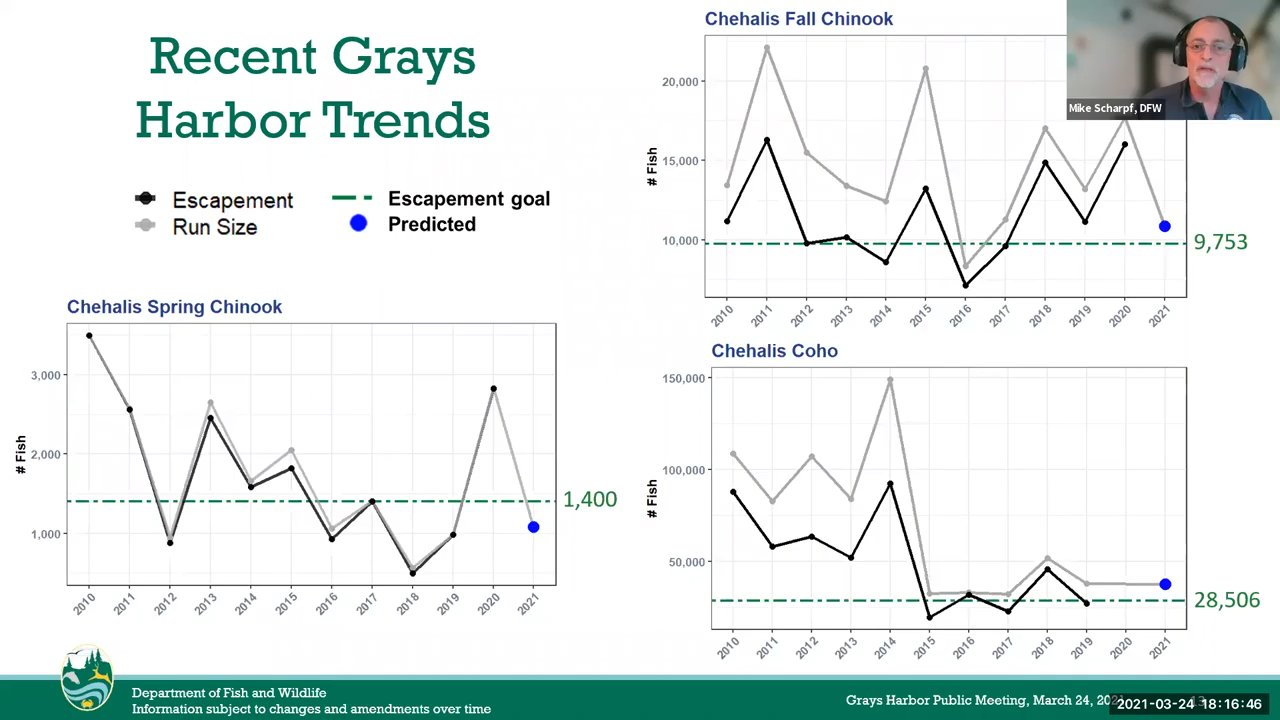 Recent Grays
Harbor Trends
Escapement
Run Size
Escapement goal
Predicted
Chehalis Spring Chinook
# Fish
3,000
2,000
1,000
1,400
2010 2011 2012 2013 2014 2015 2016 2017 2018 2019 2020 2021
Chehalis Fall Chinook
# Fish
20,000
15,000
10,000
9,753
2010 2011 2012 2013 2014 2015 2016 2017 2018 2019 2020 2021
Chehalis Coho
# Fish
150,000
100,000
50,000
28,506
2010 2011 2012 2013 2014 2015 2016 2017 2018 2019 2020 2021
Mike Scharpf, DFW
Department of Fish and Wildlife
Information subject to changes and amendments over time
Grays Harbor Public Meeting, March 24,
2021-03-24 18:16:46